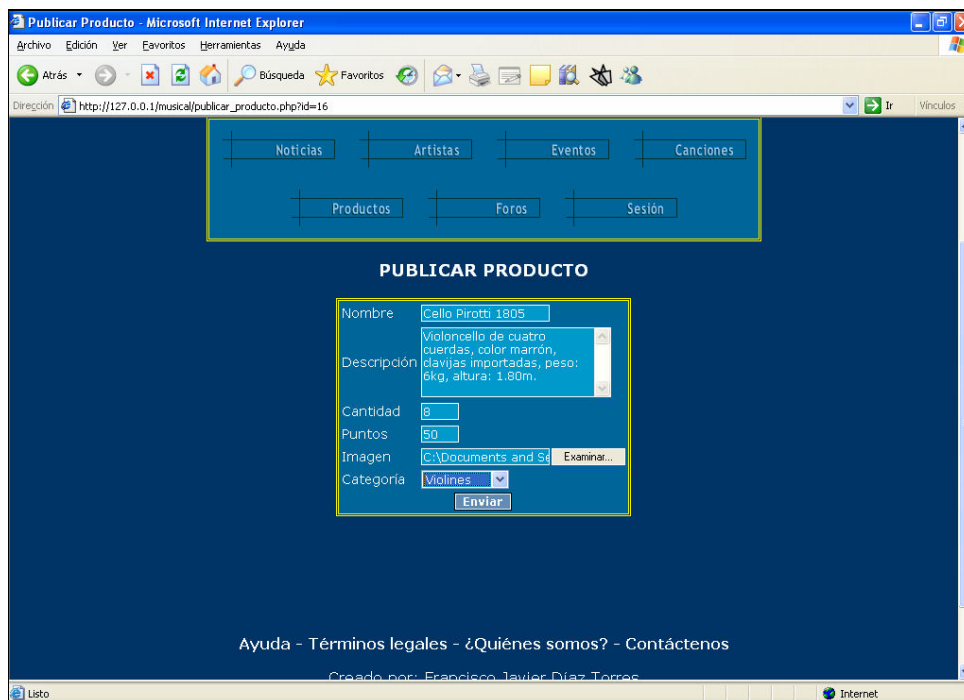 Publicar Producto - Microsoft Internet Explorer
Archivo Edición Ver Favoritos Herramientas Ayuda
Atrás Búsqueda Favoritos
Dirección http://127.0.0.1/musical/publicar_producto.php?id=16 Ir Vínculos
Noticias Artistas Eventos Canciones
Productos Foros Sesión
PUBLICAR PRODUCTO
Nombre Cello Pirotti 1805
Descripción Violoncello de cuatro
cuerdas, color marrón,
clavijas importadas, peso:
6kg, altura: 1.80m.
Cantidad 8
Puntos 50
Imagen C:\Documents and Se Examinar...
Categoría Violines
Enviar
Ayuda - Términos legales - ¿Quiénes somos? - Contáctenos
Creado por: Francisco Javier Díaz Torres
Listo Internet